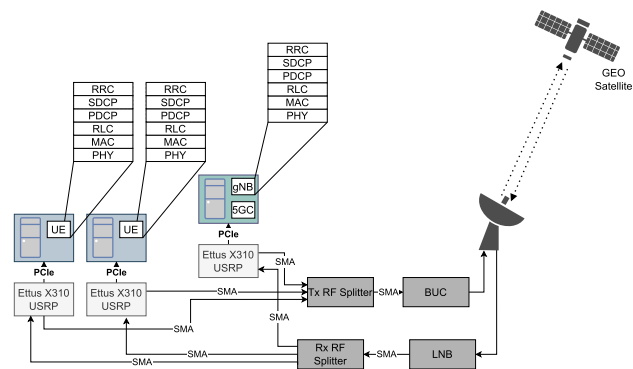 GEO
Satellite
RRC
SDCP
PDCP
RLC
MAC
PHY
RRC
SDCP
PDCP
RLC
MAC
PHY
RRC
SDCP
PDCP
RLC
MAC
PHY
UE
UE
gNB
5GC
PCIe
PCIe
PCIe
Ettus X310
USRP
Ettus X310
USRP
Ettus X310
USRP
SMA
SMA
SMA
SMA
Tx RF Splitter
SMA
BUC
SMA
SMA
Rx RF
Splitter
SMA
LNB